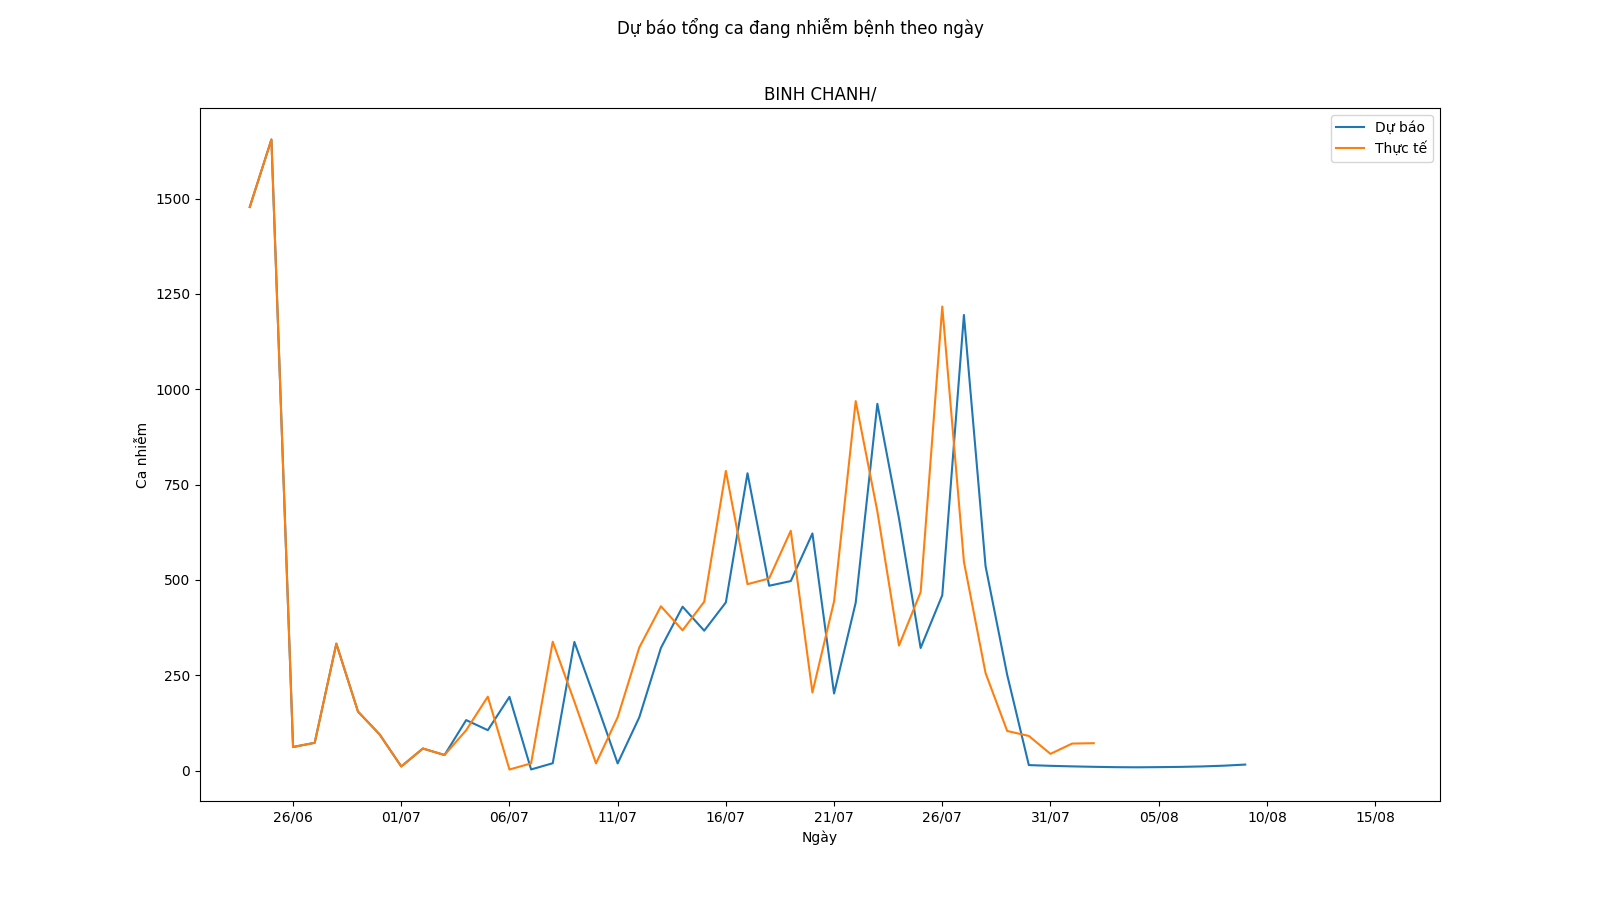 Dự báo tổng ca đang nhiễm bệnh theo ngày
BINH CHANH/
Dự báo
Thực tế
Ca nhiễm
1500
1250
1000
750
500
250
0
26/06 01/07 06/07 11/07 16/07 21/07 26/07 31/07 05/08 10/08 15/08
Ngày